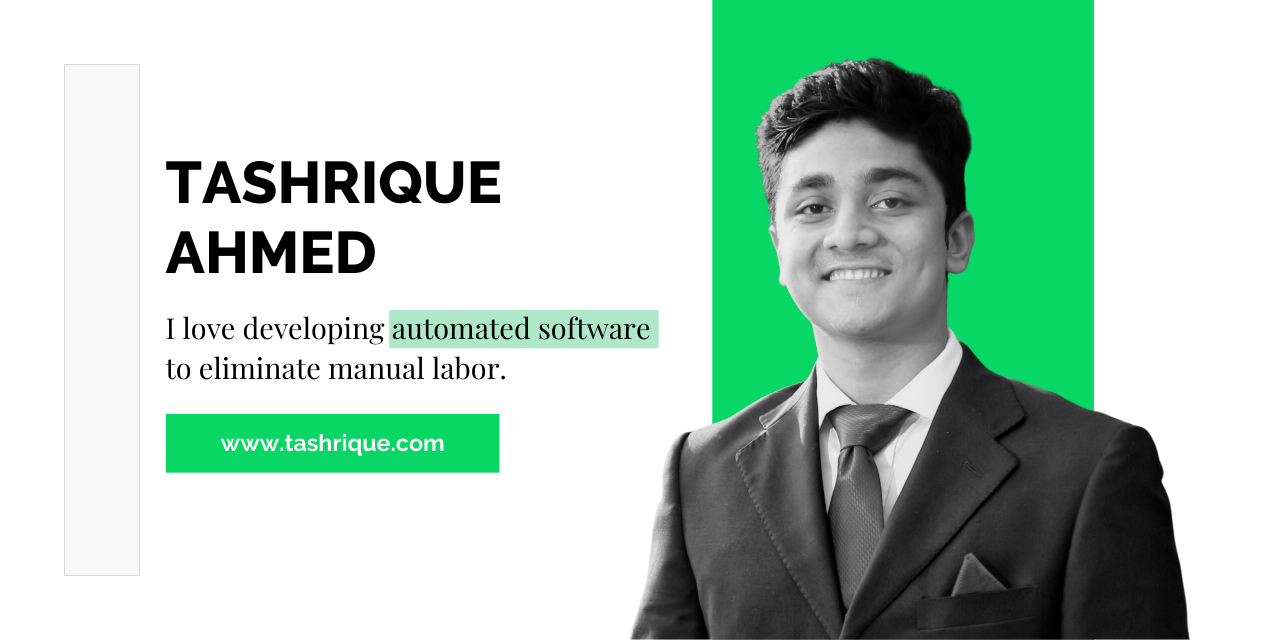 TASHRIQUE
AHMED
I love developing automated software
to eliminate manual labor.
www.tashrique.com